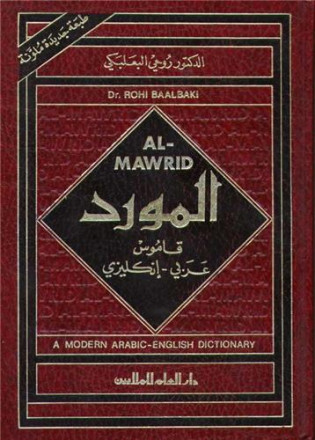 طبعة جديدة ملونة
الدكتور روحي البعلبكي
Dr. ROHI BAALBAKI
AL-
MAWRID
المورد
قاموس
عربي - إنكليزي
A MODERN ARABIC-ENGLISH DICTIONARY
دار العلم للملايين